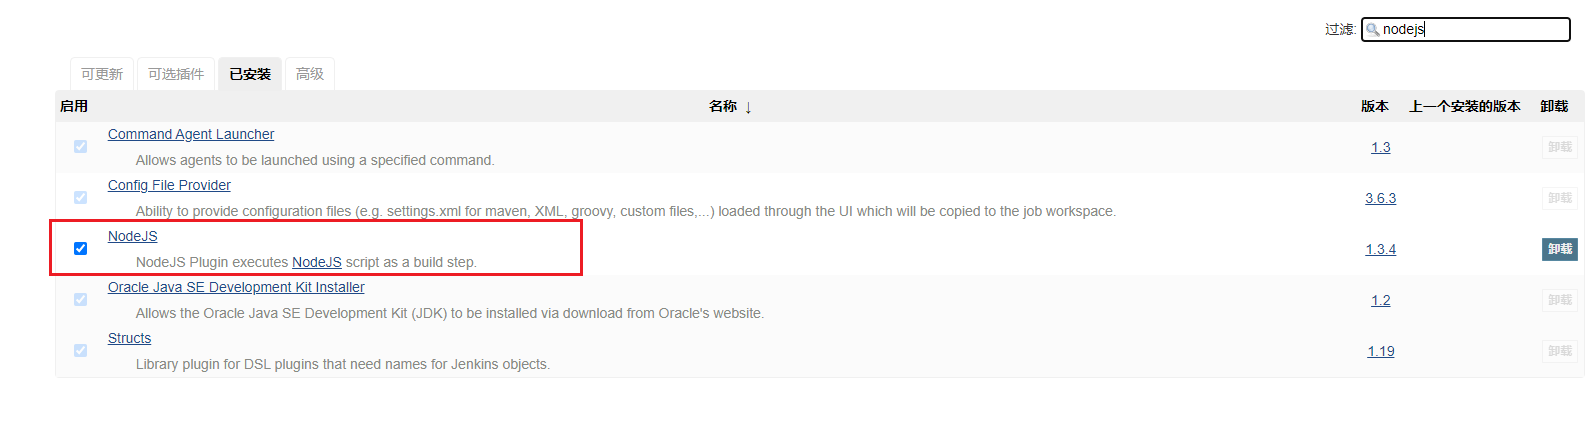 过滤: nodejs
可更新 可选插件 已安装 高级
启用 名称 ↓ 版本 上一个安装的版本 卸载
Command Agent Launcher
Allows agents to be launched using a specified command. 1.3 卸载
Config File Provider
Ability to provide configuration files (e.g. settings.xml for maven, XML, groovy, custom files,...) loaded through the UI which will be copied to the job workspace. 3.6.3 卸载
NodeJS
NodeJS Plugin executes NodeJS script as a build step. 1.3.4 卸载
Oracle Java SE Development Kit Installer
Allows the Oracle Java SE Development Kit (JDK) to be installed via download from Oracle's website. 1.2 卸载
Structs
Library plugin for DSL plugins that need names for Jenkins objects. 1.19 卸载